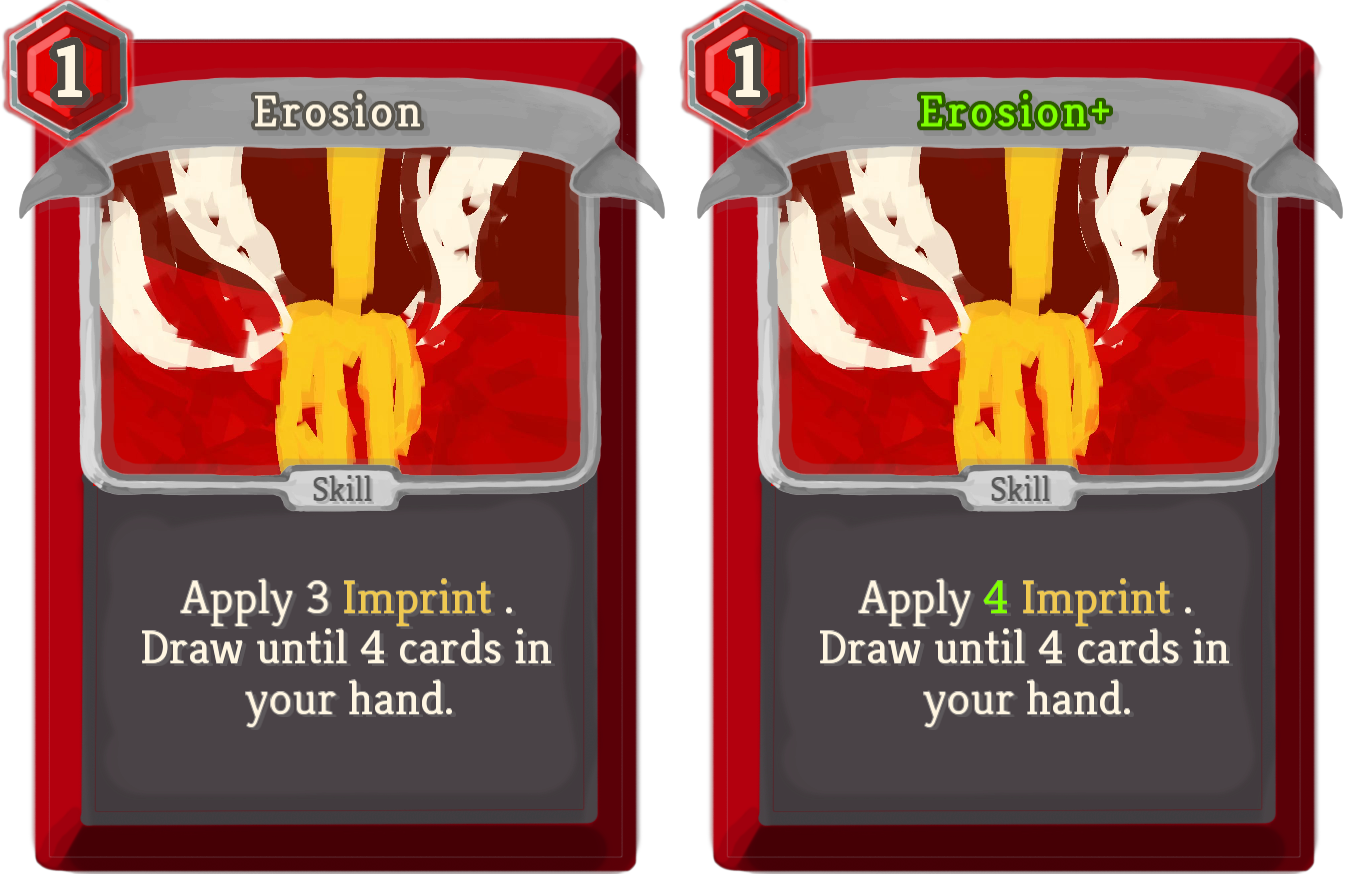 1
Erosion
Skill
Apply 3 Imprint .
Draw until 4 cards in
your hand.
1
Erosion+
Skill
Apply 4 Imprint .
Draw until 4 cards in
your hand.